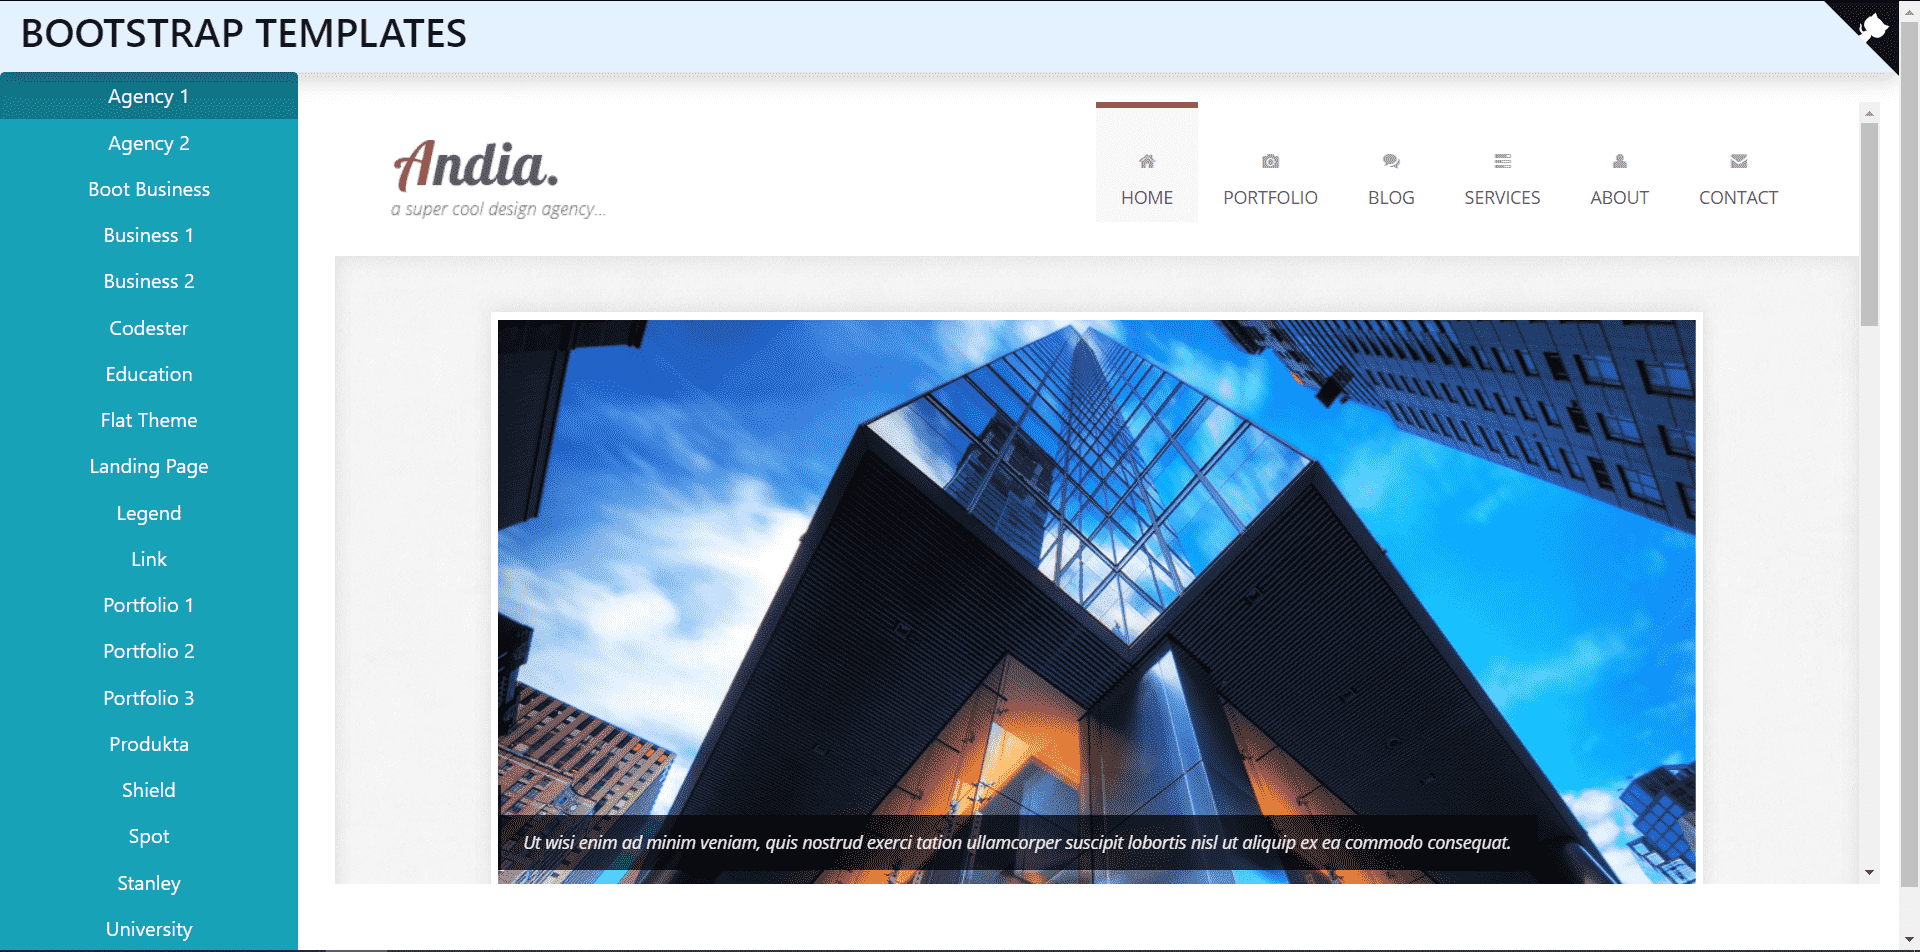 BOOTSTRAP TEMPLATES
Agency 1
Agency 2
Boot Business
Business 1
Business 2
Codester
Education
Flat Theme
Landing Page
Legend
Link
Portfolio 1
Portfolio 2
Portfolio 3
Produkta
Shield
Spot
Stanley
University
Andia.
a super cool design agency...
HOME PORTFOLIO BLOG SERVICES ABOUT CONTACT
Ut wisi enim ad minim veniam, quis nostrud exerci tation ullamcorper suscipit lobortis nisl ut aliquip ex ea commodo consequat.